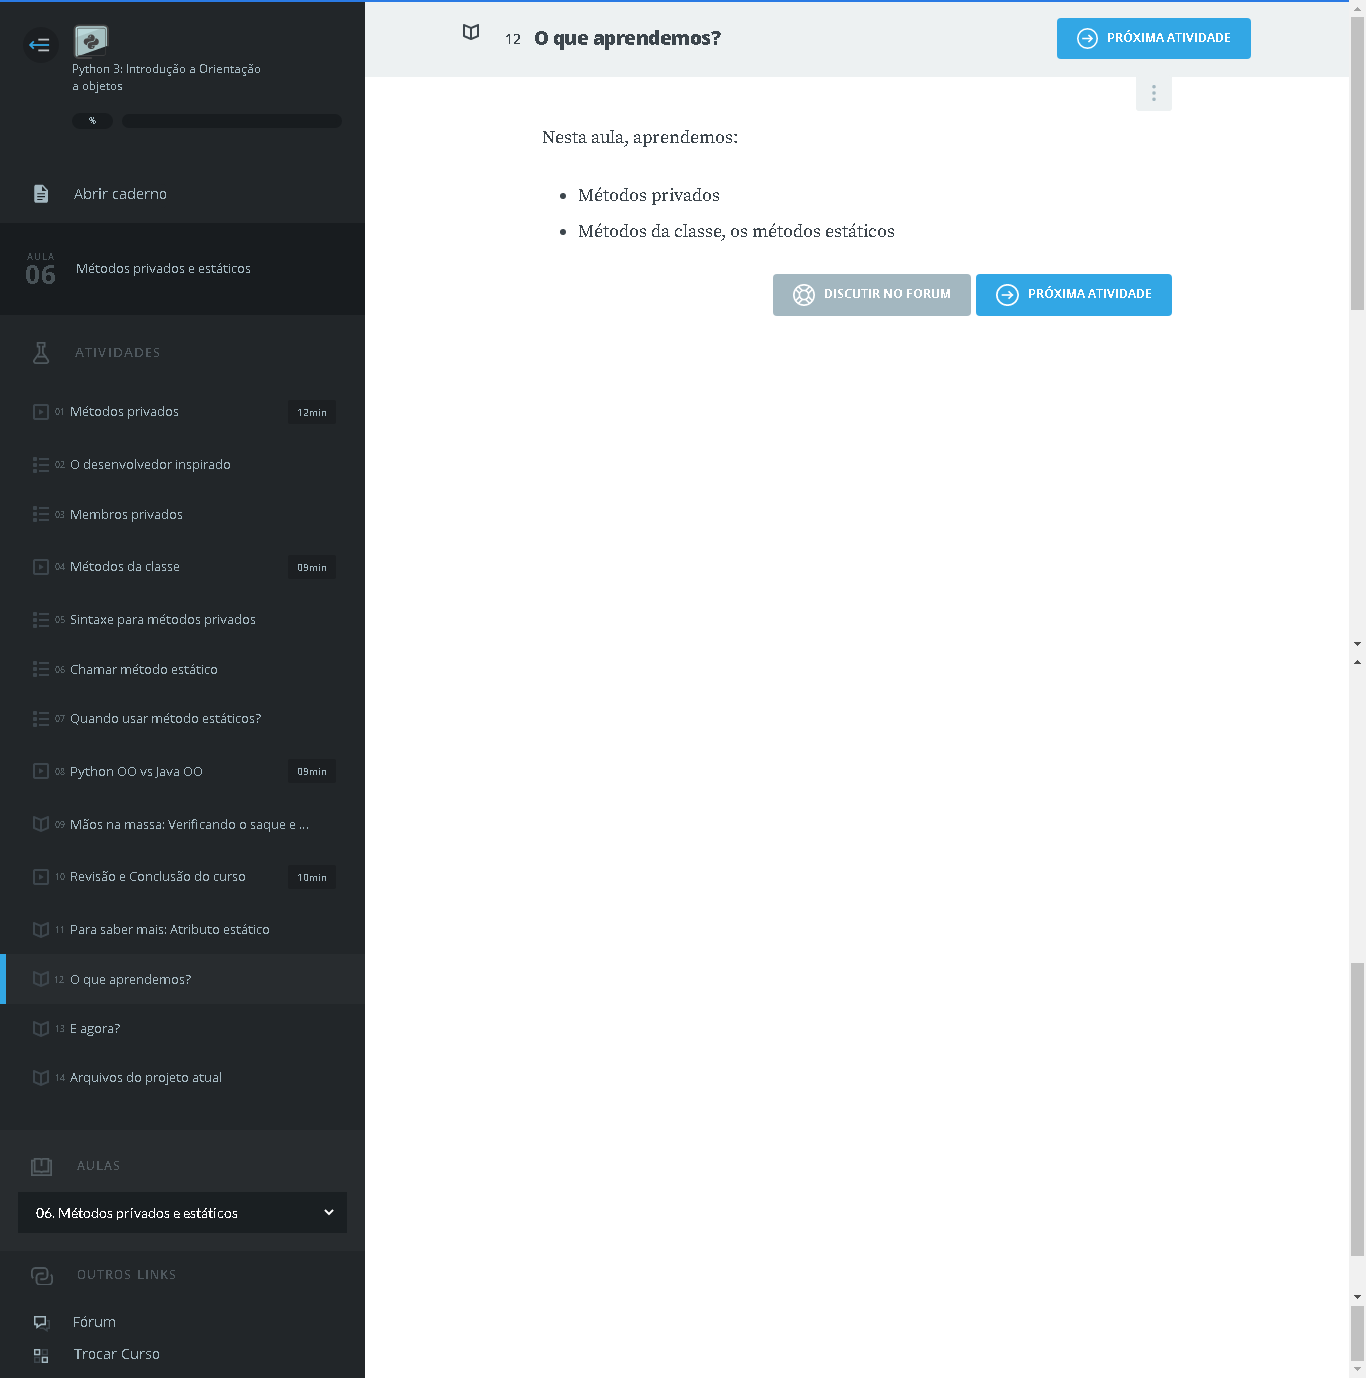 Python 3: Introdução a Orientação
a objetos
%
Abrir caderno
AULA
06
Métodos privados e estáticos
ATIVIDADES
01 Métodos privados 12min
02 O desenvolvedor inspirado
03 Membros privados
04 Métodos da classe 09min
05 Sintaxe para métodos privados
06 Chamar método estático
07 Quando usar método estáticos?
08 Python OO vs Java OO 09min
09 Mãos na massa: Verificando o saque e ...
10 Revisão e Conclusão do curso 10min
11 Para saber mais: Atributo estático
12 O que aprendemos?
13 E agora?
14 Arquivos do projeto atual
AULAS
06. Métodos privados e estáticos
OUTROS LINKS
Fórum
Trocar Curso
12 O que aprendemos?
PRÓXIMA ATIVIDADE
Nesta aula, aprendemos:
• Métodos privados
• Métodos da classe, os métodos estáticos
DISCUTIR NO FORUM
PRÓXIMA ATIVIDADE